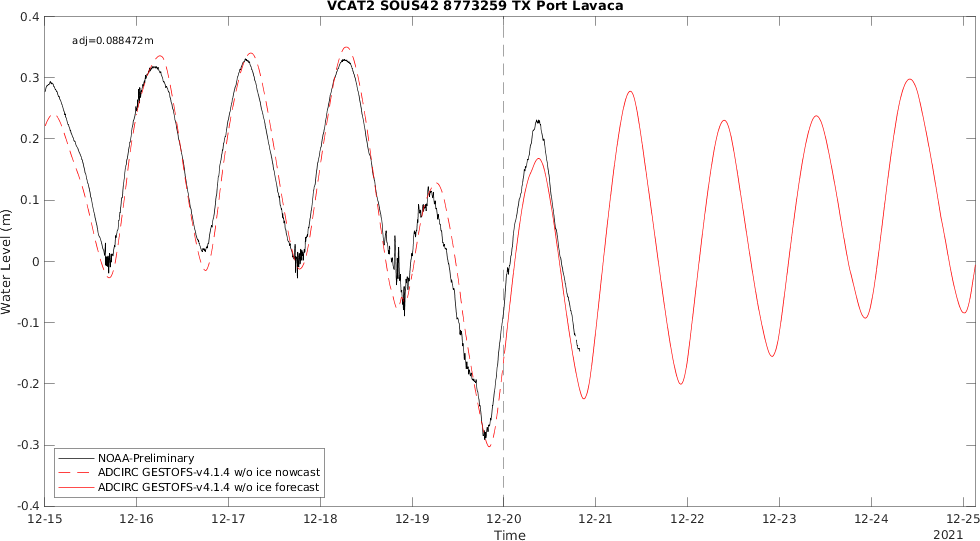 VCAT2 SOUS42 8773259 TX Port Lavaca
adj=0.088472m
0.4
0.3
0.2
0.1
0
-0.1
-0.2
-0.3
-0.4
Water Level (m)
NOAA-Preliminary
ADCIRC GESTOFS-v4.1.4 w/o ice nowcast
ADCIRC GESTOFS-v4.1.4 w/o ice forecast
12-15 12-16 12-17 12-18 12-19 12-20 12-21 12-22 12-23 12-24 12-25
Time
2021